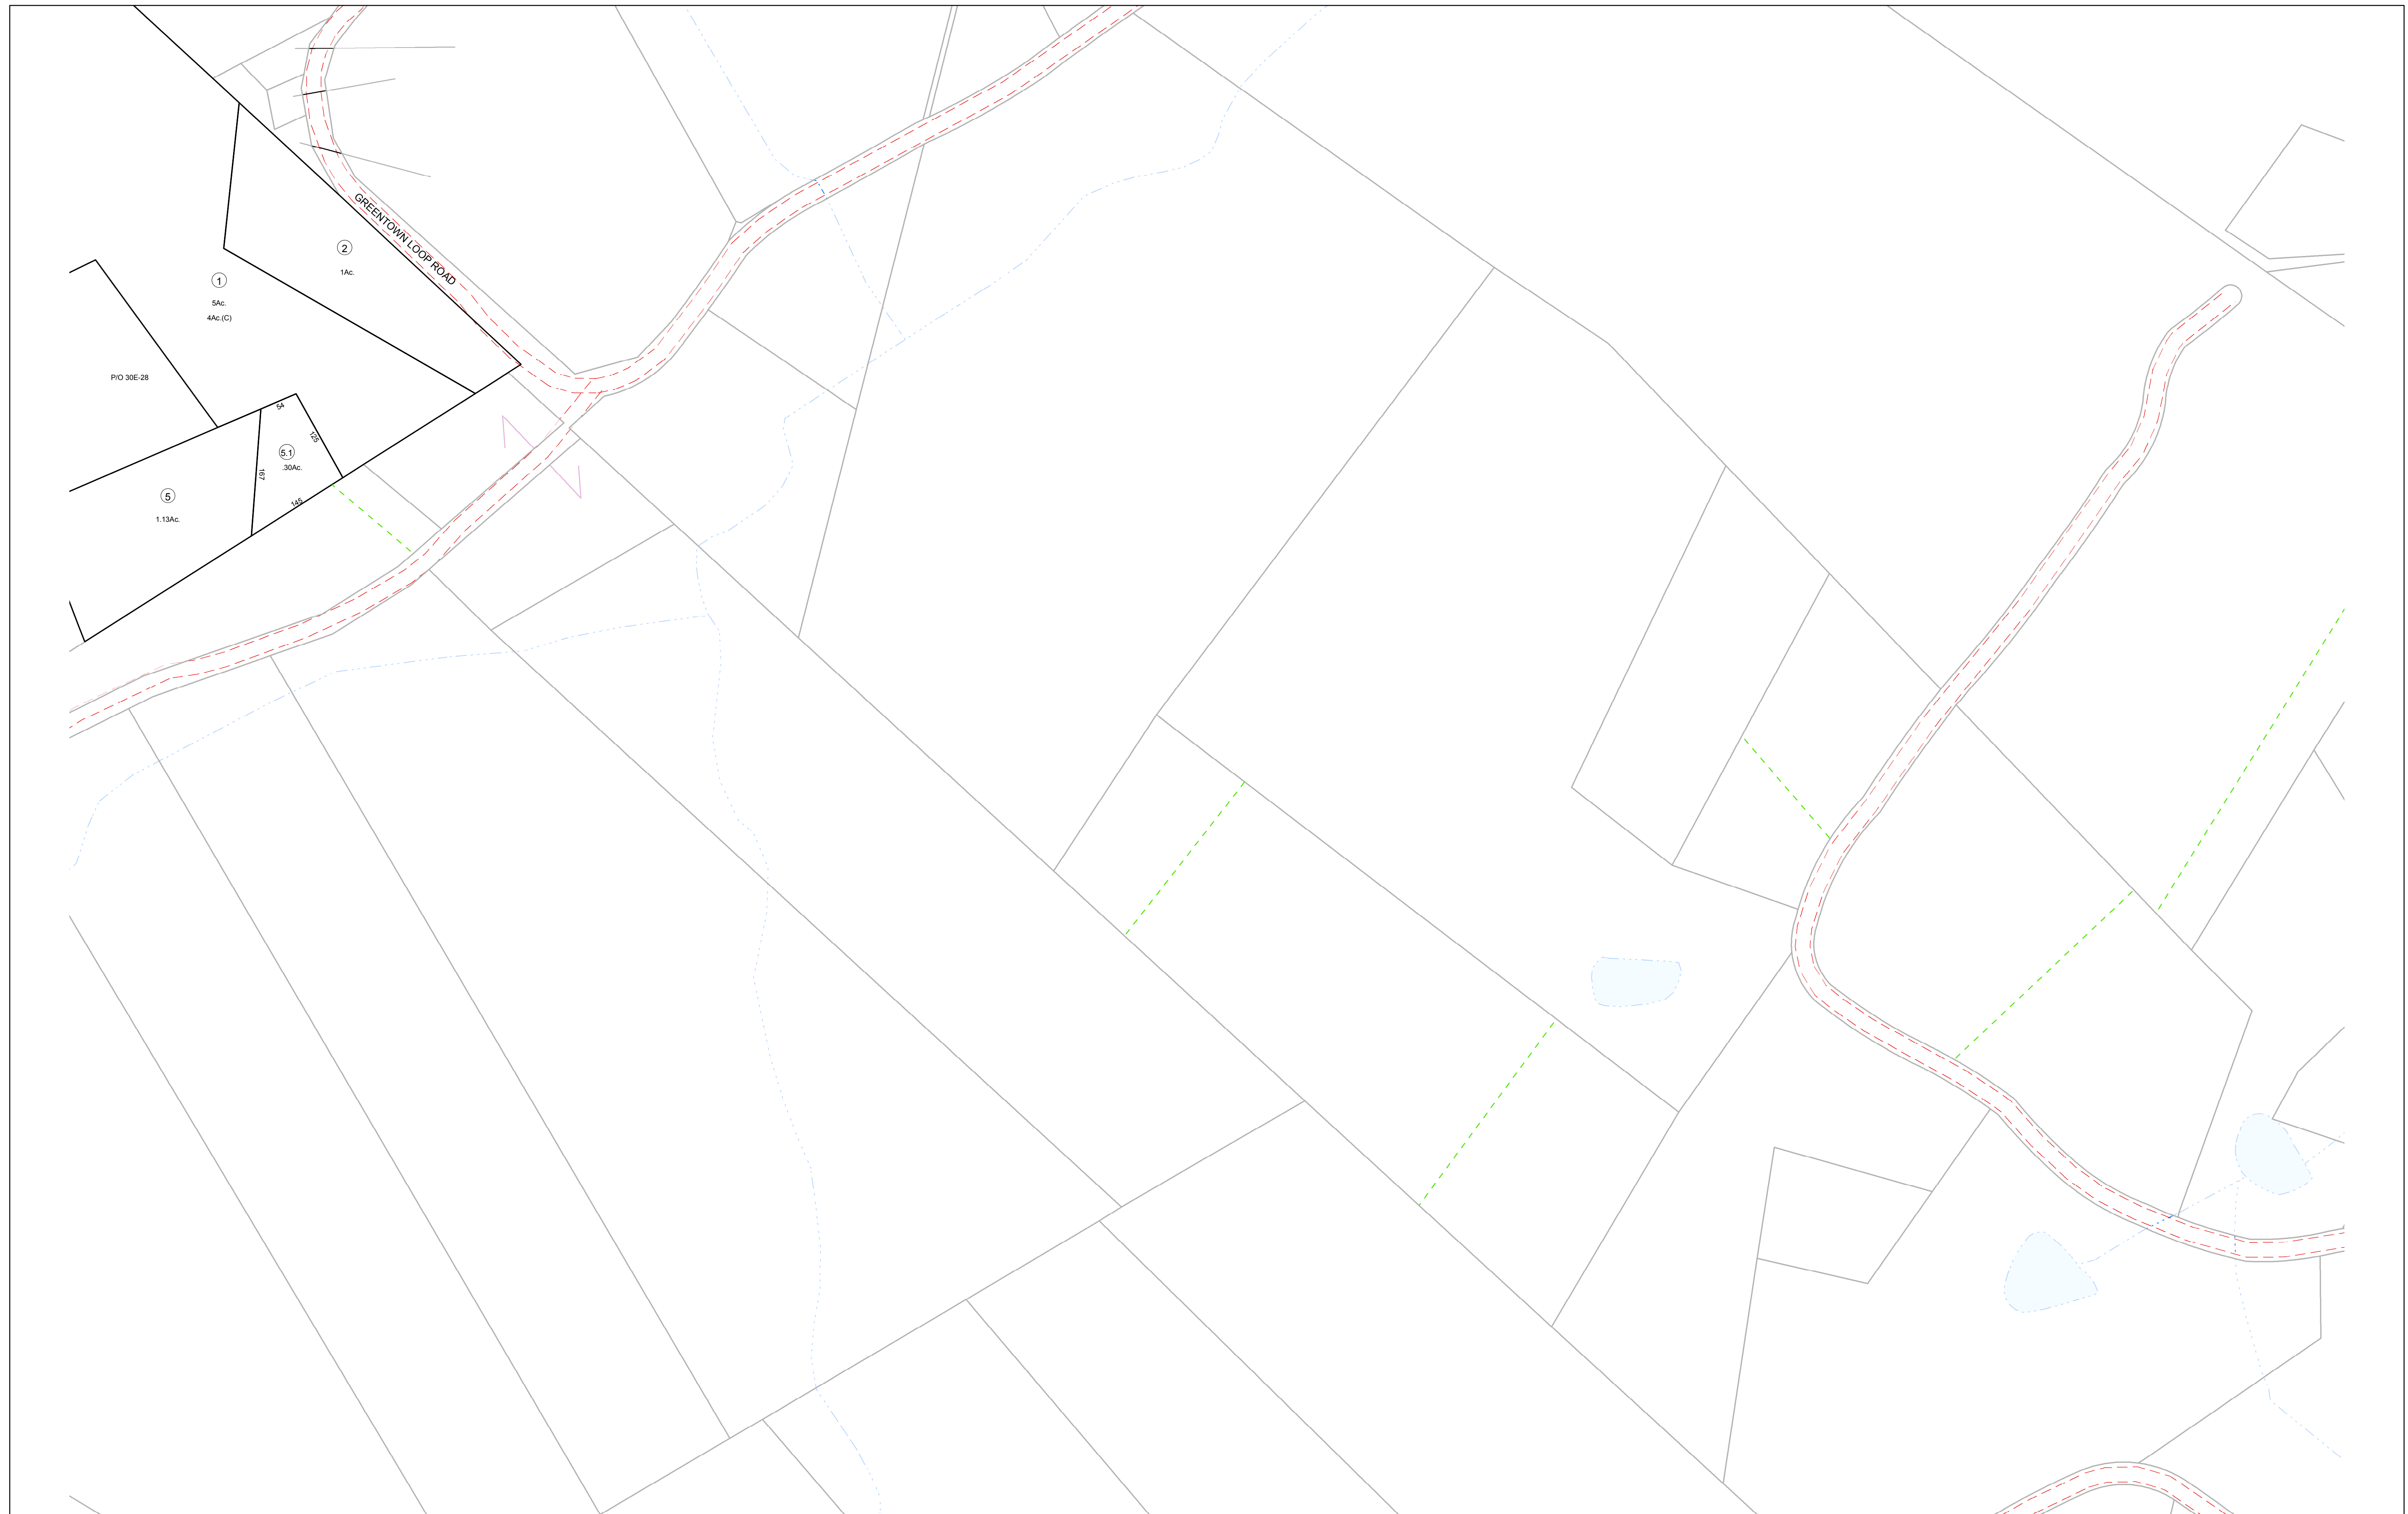 GREENTOWN LOOP ROAD
2
1Ac.
1
5Ac.
4Ac.(C)
P/O 30E-28
54
125
5.1
.30Ac.
167
145
5
1.13Ac.